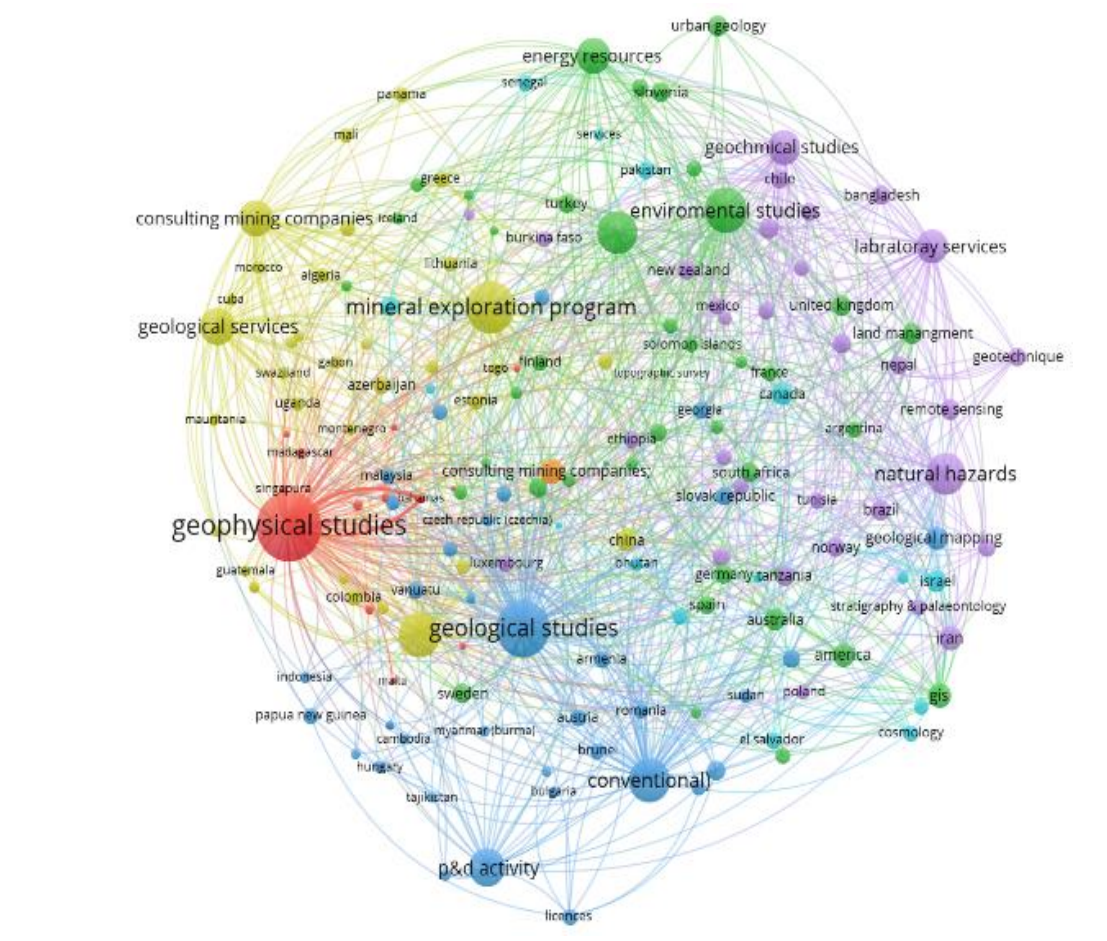 urban geology
energy resources
senegal
slovenia
panama
services
mali
geochmical studies
pakistan
chile
greece
bangladesh
turkey
enviromental studies
consulting mining companies
iceland
burkina faso
labratoray services
lithuania
morocco
algeria
new zealand
cuba
mineral exploration program
mexico
united kingdom
geological services
land managment
solomon islands
geotechnique
gabon
togo
finland
swaziland
topographic survey
france
nepal
azerbaijan
canada
uganda
estonia
georgia
remote sensing
mauritania
montenegro
argentina
ethiopia
madagascar
malaysia
consulting mining companies;
south africa
natural hazards
singapura
bahamas
slovak republic
tunisia
brazil
geophysical studies
czech republic (czechia)
china
geological mapping
norway
guatemala
luxembourg
bhutan
germany
tanzania
israel
colombia
vanuatu
spain
stratigraphy & palaeontology
australia
geological studies
iran
armenia
america
indonesia
malta
sweden
sudan
poland
gis
papua new guinea
austria
romania
cambodia
myanmar (burma)
el salvador
cosmology
brune
hungary
conventional)
tajikistan
bulgaria
p&d activity
licences